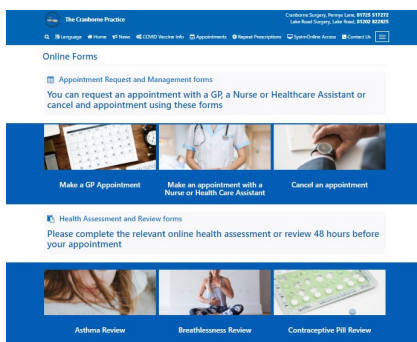 The Cranborne Practice
Cranborne Surgery, Pennys Lane, 01725 517272
Lake Road Surgery, Lake Road, 01202 822825
Language Home News COVID Vaccine Info Appointments Repeat Prescriptions SystmOnline Access Contact Us
Online Forms
Appointment Request and Management forms
You can request an appointment with a GP, a Nurse or
Healthcare Assistant or
cancel and appointment using these forms
Make a GP Appointment
Make an appointment with a
Nurse or Health Care Assistant
Cancel an appointment
Health Assessment and Review forms
Please complete the relevant online health assessment or review 48 hours before
your appointment
Asthma Review
Breathlessness Review
Contraceptive Pill Review